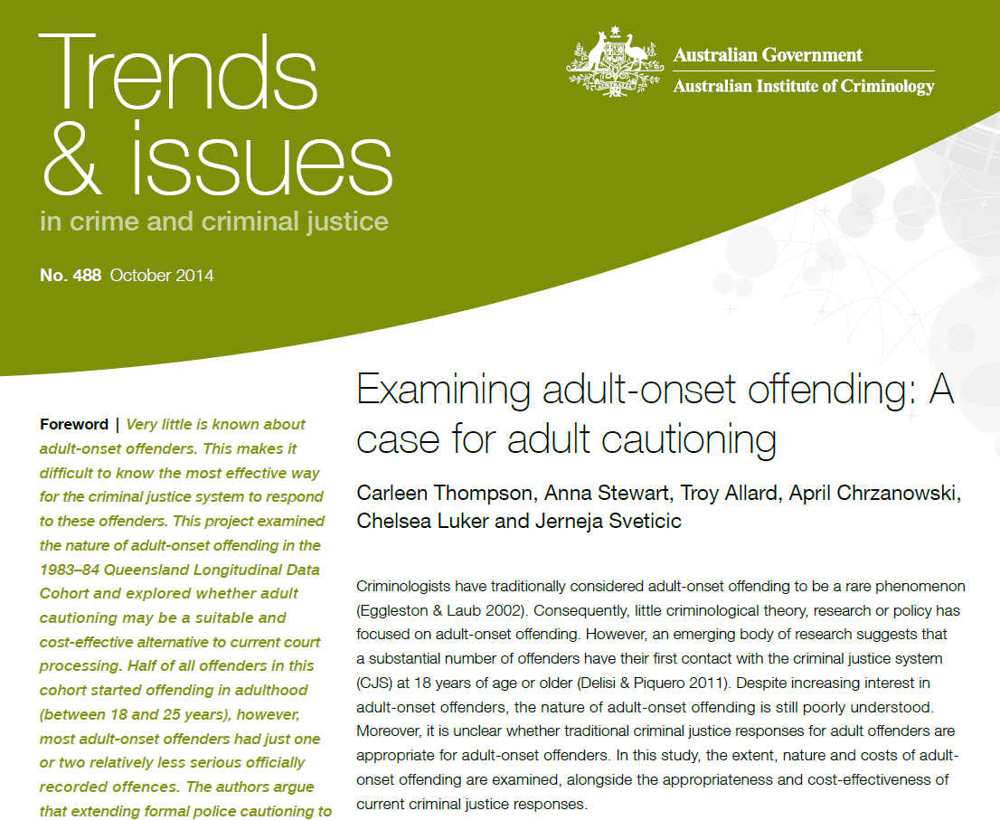 Trends
& issues
in crime and criminal justice
No. 488 October 2014
Australian Government
Australian Institute of Criminology
Examining adult-onset offending: A
case for adult cautioning
Carleen Thompson, Anna Stewart, Troy Allard, April Chrzanowski,
Chelsea Luker and Jerneja Sveticic
Foreword | Very little is known about
adult-onset offenders. This makes it
difficult to know the most effective way
for the criminal justice system to respond
to these offenders. This project examined
the nature of adult-onset offending in the
1983–84 Queensland Longitudinal Data
Cohort and explored whether adult
cautioning may be a suitable and
cost-effective alternative to current court
processing. Half of all offenders in this
cohort started offending in adulthood
(between 18 and 25 years), however,
most adult-onset offenders had just one
or two relatively less serious officially
recorded offences. The authors argue
that extending formal police cautioning to
Criminologists have traditionally considered adult-onset offending to be a rare phenomenon
(Eggleston & Laub 2002). Consequently, little criminological theory, research or policy has
focused on adult-onset offending. However, an emerging body of research suggests that
a substantial number of offenders have their first contact with the criminal justice system
(CJS) at 18 years of age or older (Delisi & Piquero 2011). Despite increasing interest in
adult-onset offenders, the nature of adult-onset offending is still poorly understood.
Moreover, it is unclear whether traditional criminal justice responses for adult offenders are
appropriate for adult-onset offenders. In this study, the extent, nature and costs of adult-
onset offending are examined, alongside the appropriateness and cost-effectiveness of
current criminal justice responses.